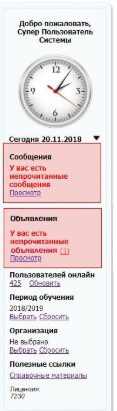 Добро пожаловать,
Супер Пользователь
Системы
Сегодня 20.11.2018
Сообщения
У вас есть
непрочитанные
сообщения
Просмотр
Объявления
У вас есть
непрочитанные
объявления (1)
Просмотр
Пользователей онлайн
425 Обновить
Период обучения
2018/2019
Выбрать Сбросить
Организация
Не выбрано
Выбрать Сбросить
Полезные ссылки
Справочные материалы
Лицензия
7230